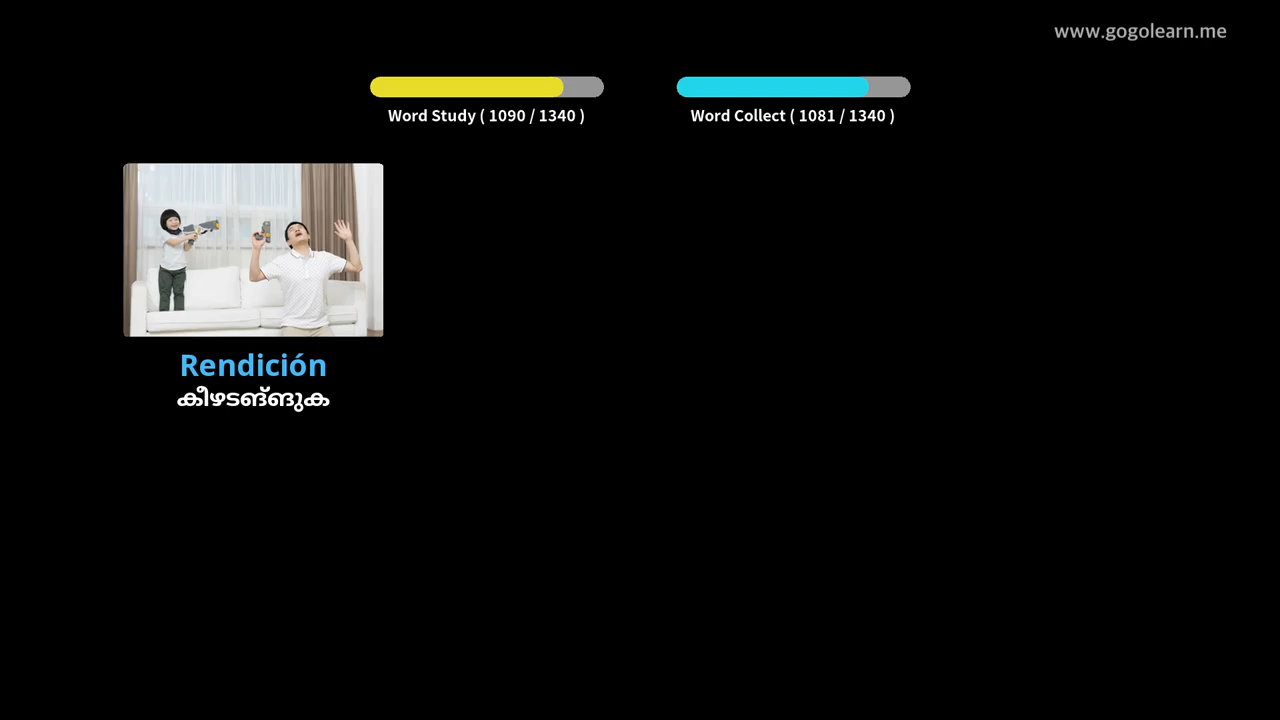 www.gogolearn.me
Word Study ( 1090 / 1340 )
Word Collect ( 1081 / 1340 )
Rendición
കീഴടങ്ങുക